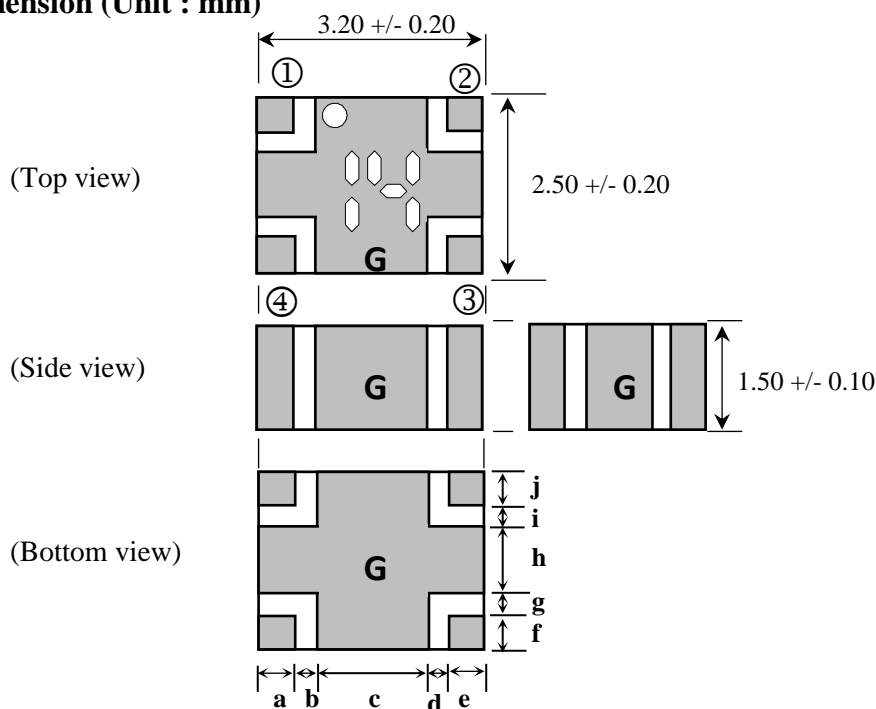 mension (Unit : mm)
3.20 +/- 0.20
① ②
(Top view)
2.50 +/- 0.20
G
④ ③
(Side view)
G G
1.50 +/- 0.10
(Bottom view)
G
j
i
h
g
f
a b c d e